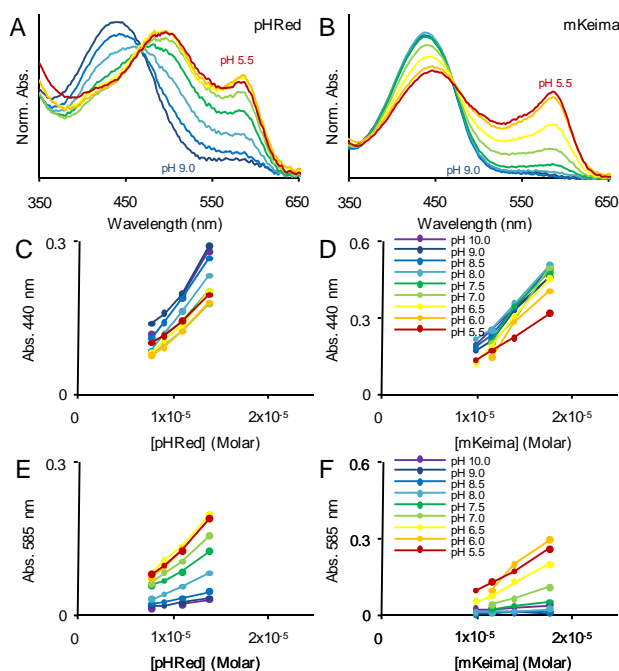 A
pHRed
Norm. Abs.
pH 5.5
pH 9.0
350
450
550
650
Wavelength (nm)
B
mKeima
Norm. Abs.
pH 5.5
pH 9.0
350
450
550
650
Wavelength (nm)
C
Abs. 440 nm
0.3
0
0
1x10-5
2x10-5
[pHRed] (Molar)
D
Abs. 440 nm
0.6
0
0
1x10-5
2x10-5
[mKeima] (Molar)
pH 10.0
pH 9.0
pH 8.5
pH 8.0
pH 7.5
pH 7.0
pH 6.5
pH 6.0
pH 5.5
E
Abs. 585 nm
0.3
0
0
1x10-5
2x10-5
[pHRed] (Molar)
F
Abs. 585 nm
0.6
0.3
0
0
1x10-5
2x10-5
[mKeima] (Molar)
pH 10.0
pH 9.0
pH 8.5
pH 8.0
pH 7.5
pH 7.0
pH 6.5
pH 6.0
pH 5.5